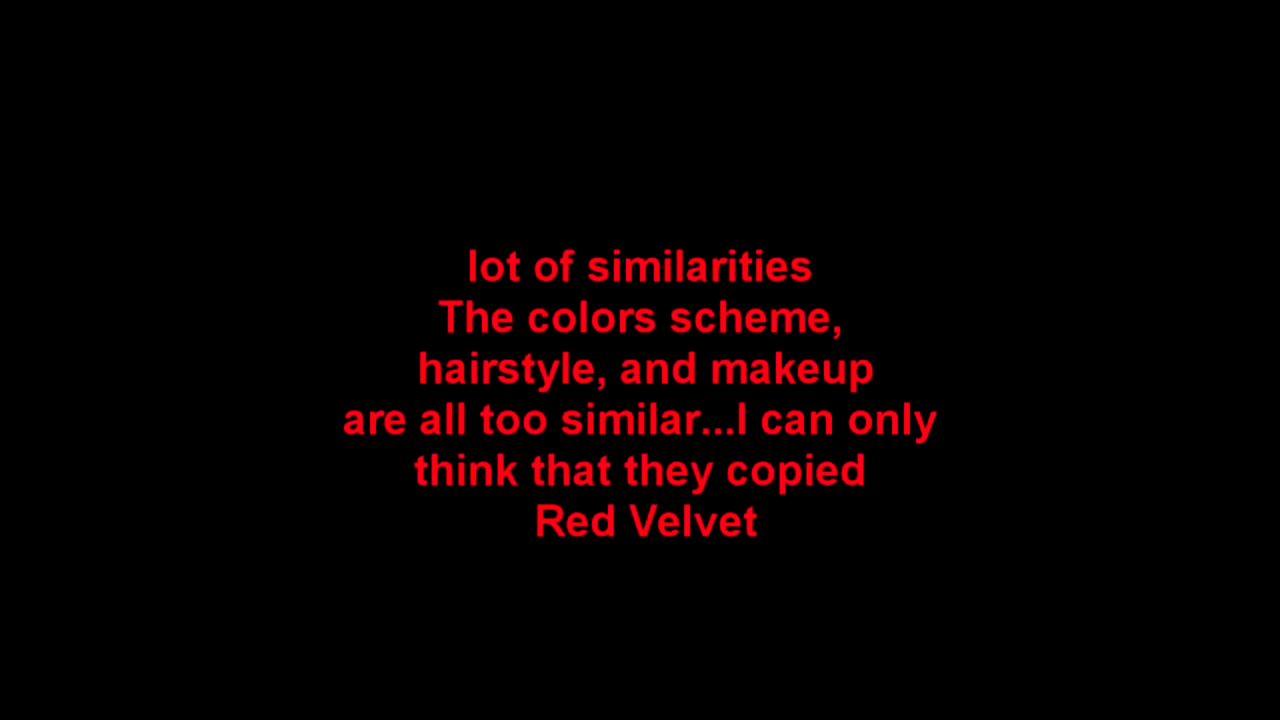 lot of similarities
The colors scheme,
hairstyle, and makeup
are all too similar...I can only
think that they copied
Red Velvet